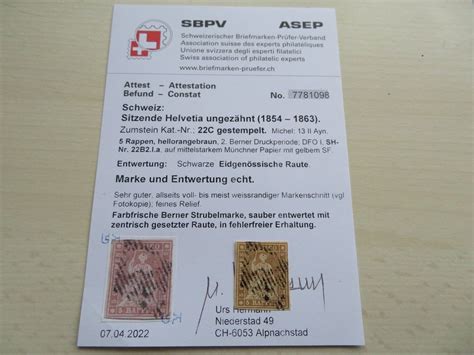 SBPV ASEP
Schweizerischer Briefmarken-Prüfer-Verband
Association suisse des experts philatéliques
Unione svizzera degli esperti filatelici
Swiss association of philatelic experts
www.briefmarken-pruefer.ch
Attest - Attestation
Befund - Constat No. 7781098
Schweiz:
Sitzende Helvetia ungezähnt (1854 – 1863).
Zumstein Kat.-Nr.: 22C gestempelt. Michel: 13 II Ayn.
5 Rappen, hellorangebraun, 2. Berner Druckperiode; DFO I, SH-
Nr. 22B2.I.a, auf mittelstarkem Münchner Papier mit gelbem SF.
Entwertung: Schwarze Eidgenössische Raute.
Marke und Entwertung echt.
Sehr guter, allseits voll- bis meist weissrandiger Markenschnitt (vgl
Fotokopie); feines Relief.
Farbfrische Berner Strubelmarke, sauber entwertet mit
zentrisch gesetzter Raute, in fehlerfreier Erhaltung.
Urs Hermann
Niederstad 49
07.04.2022 CH-6053 Alpnachstad